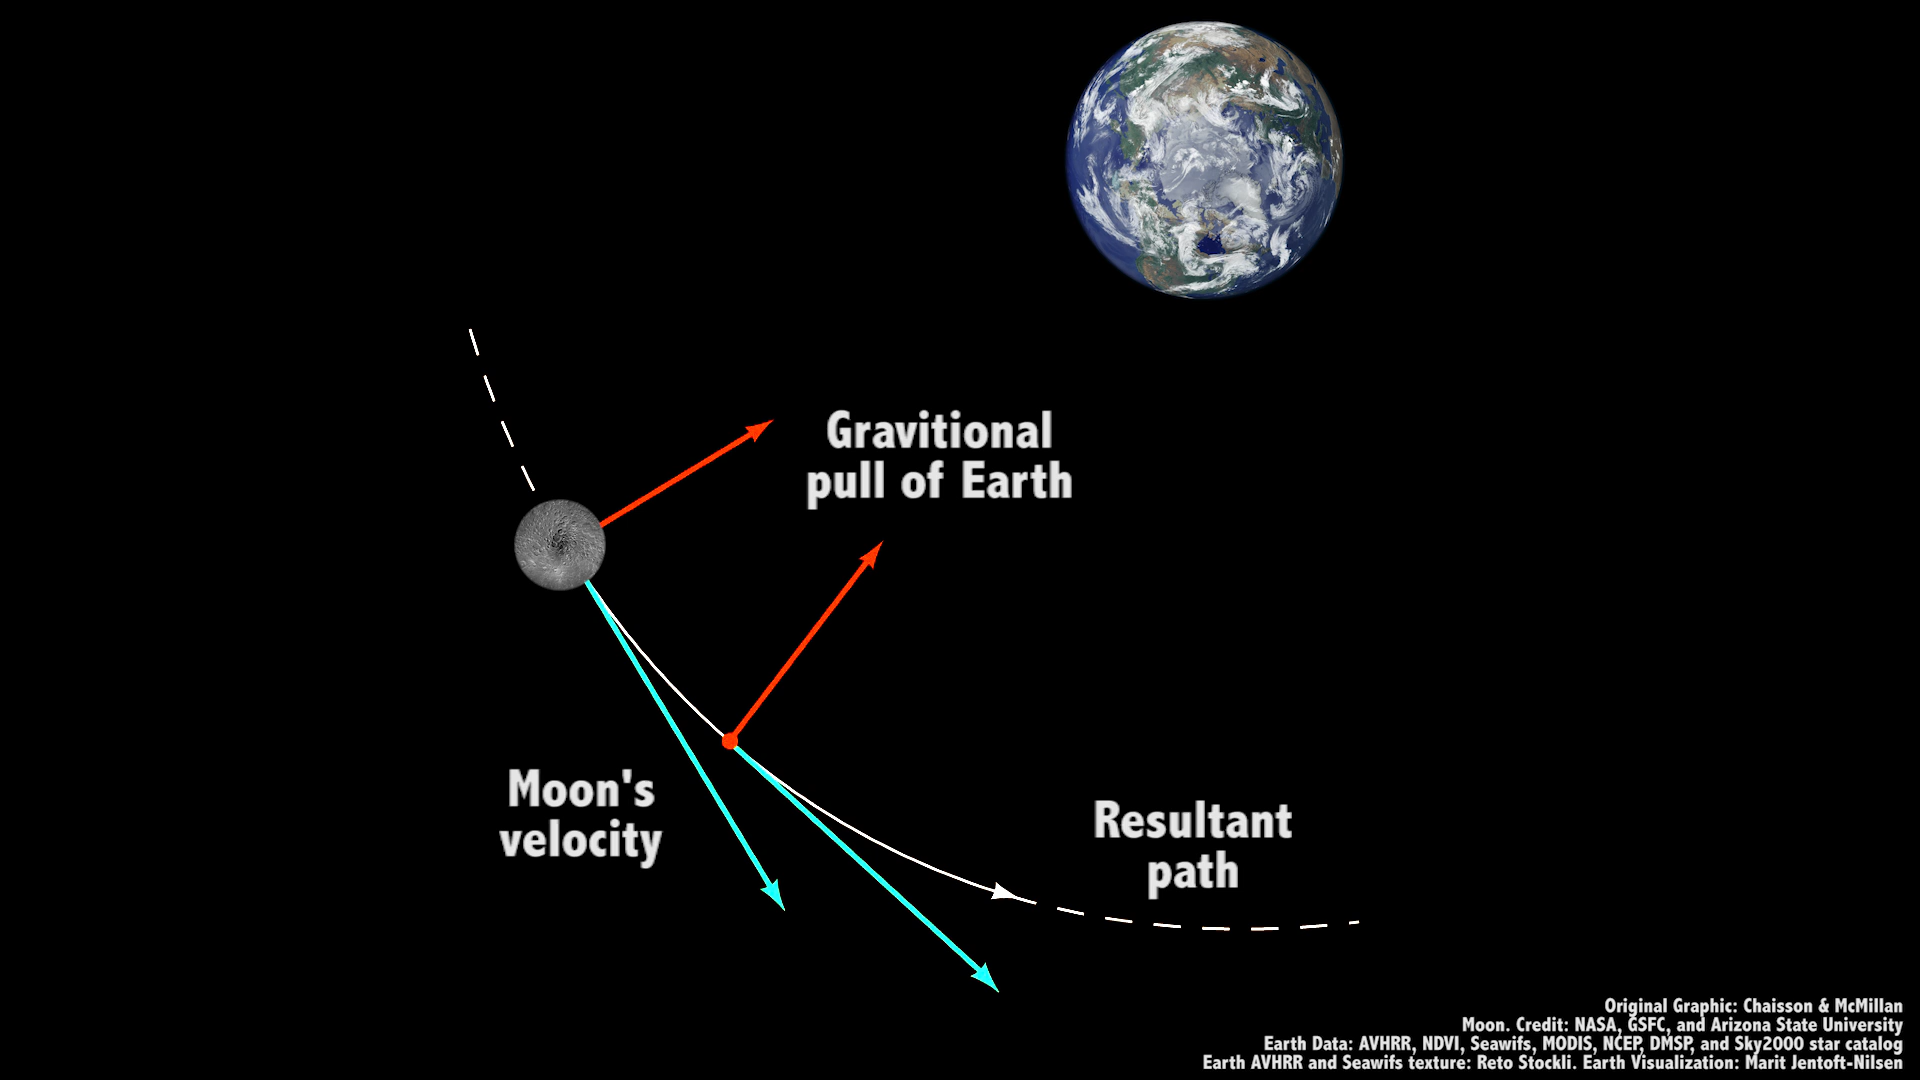 Gravitional
pull of Earth
Moon's
velocity
Resultant
path
Original Graphic: Chaisson & McMillan
Moon. Credit: NASA, GSFC, and Arizona State University
Earth Data: AVHRR, NDVI, Seawifs, MODIS, NCEP, DMSP, and Sky2000 star catalog
Earth AVHRR and Seawifs texture: Reto Stockli. Earth Visualization: Marit Jentoft-Nilsen